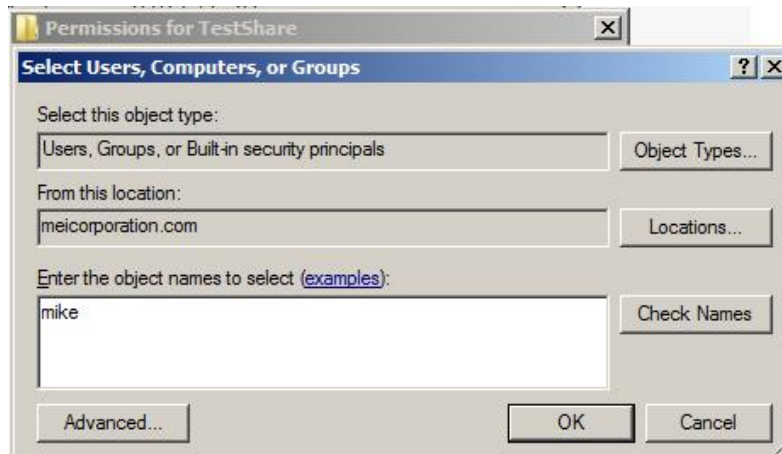 Permissions for TestShare
Select Users, Computers, or Groups
Select this object type:
Users, Groups, or Built-in security principals
Object Types...
From this location:
meicorporation.com
Locations...
Enter the object names to select (examples):
mike
Check Names
Advanced...
OK
Cancel